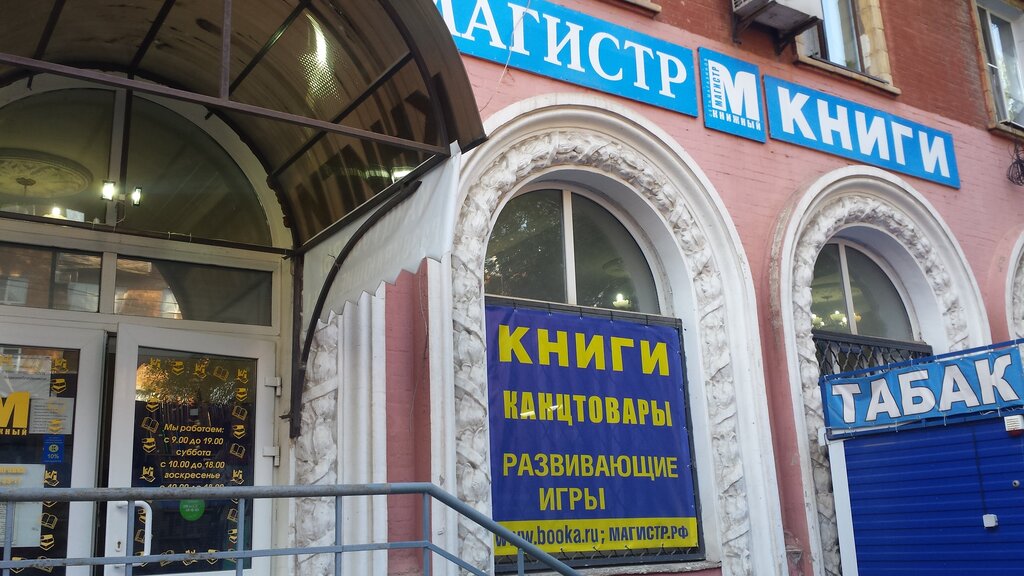 МАГИСТР
МАГИСТР
М
КНИЖНЫЙ
КНИГИ
КНИГИ
КАНЦТОВАРЫ
РАЗВИВАЮЩИЕ
ИГРЫ
www.booka.ru; МАГИСТР.РФ
ТАБАК
М
Мы работаем:
с 9.00 до 19.00
суббота
с 10.00 до 18.00
воскресенье
10%